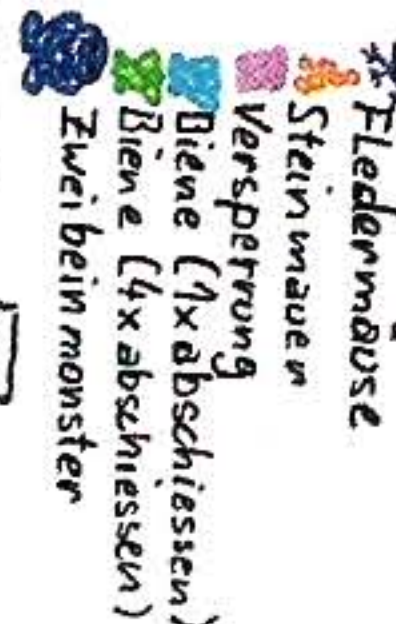 Fledermäuse
Steinmauern
Versperrung
Biene (1x abschiessen)
Biene (4x abschiessen)
Zweibeinmonster